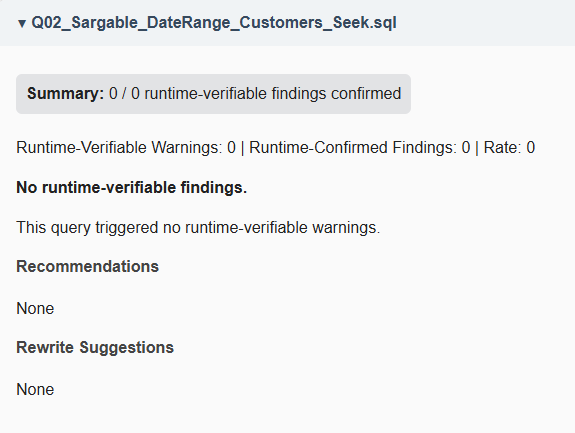 ▼ Q02_Sargable_DateRange_Customers_Seek.sql
Summary: 0 / 0 runtime-verifiable findings confirmed
Runtime-Verifiable Warnings: 0 | Runtime-Confirmed Findings: 0 | Rate: 0
No runtime-verifiable findings.
This query triggered no runtime-verifiable warnings.
Recommendations
None
Rewrite Suggestions
None